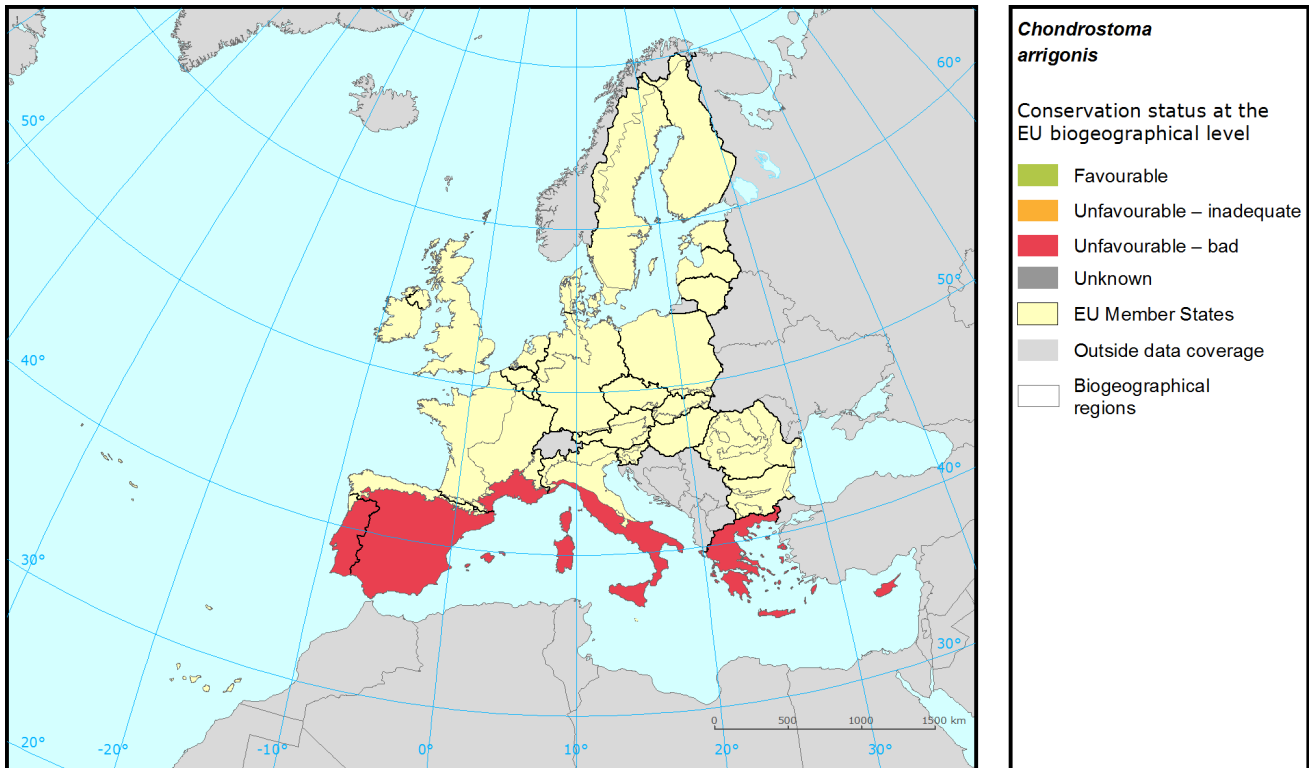 60°
50°
50°
40°
40°
30°
30°
20°
-20°
-10°
0°
10°
20°
30°
0
500
1000
1500 km
Chondrostoma
arrigonis
Conservation status at the
EU biogeographical level
Favourable
Unfavourable – inadequate
Unfavourable – bad
Unknown
EU Member States
Outside data coverage
Biogeographical
regions